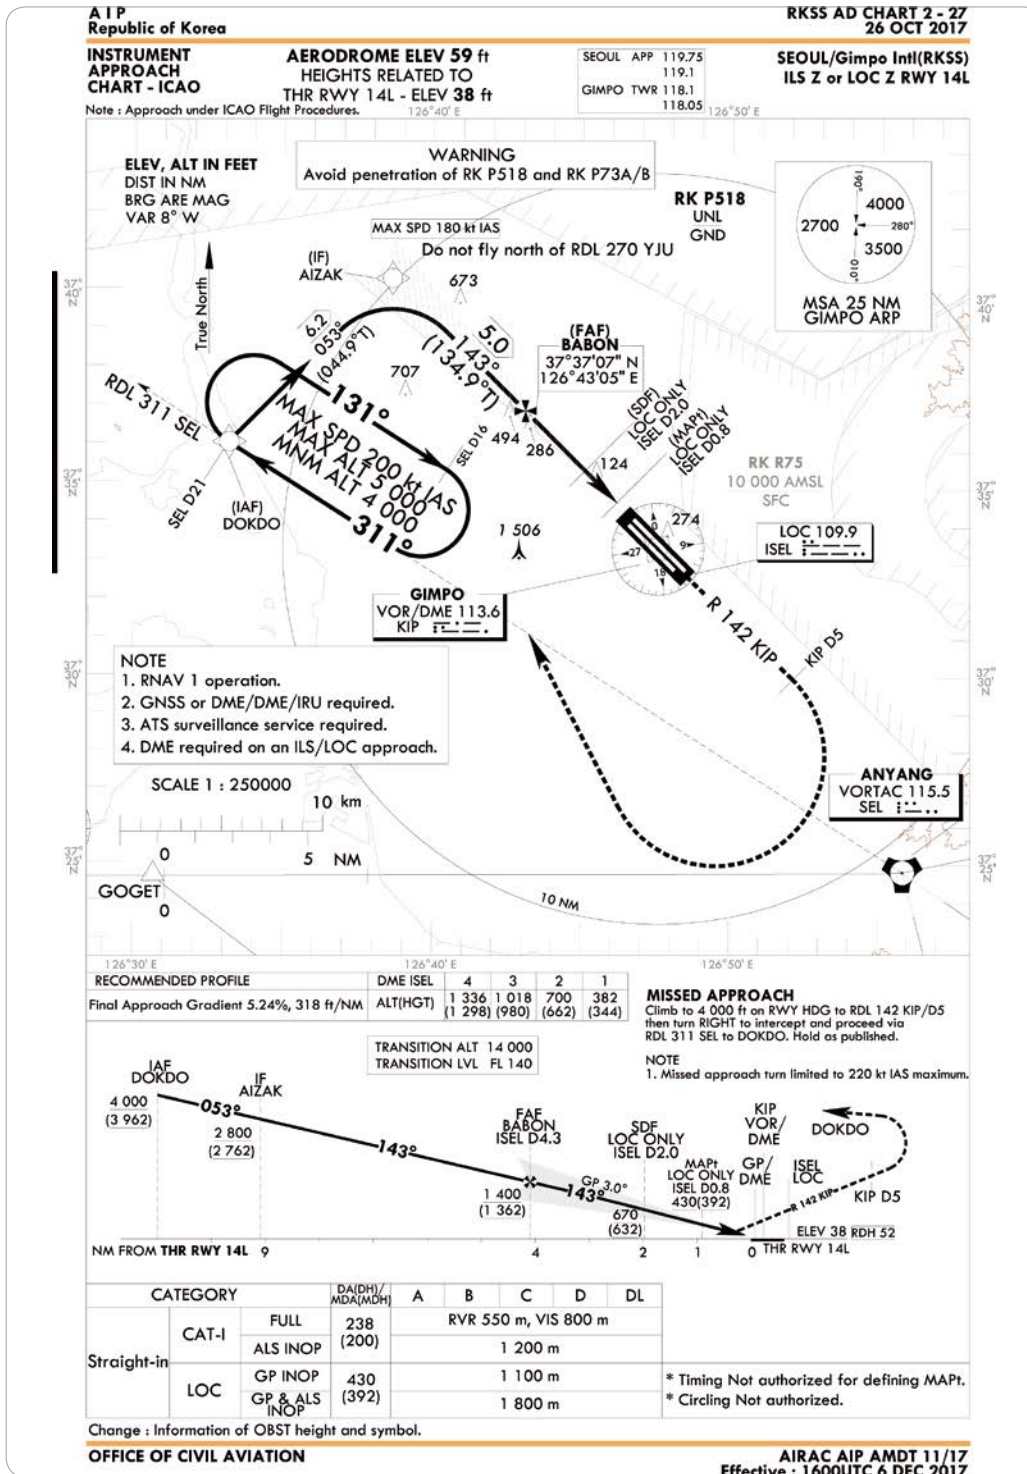 A I P
Republic of Korea
RKSS AD CHART 2 - 27
26 OCT 2017
INSTRUMENT
APPROACH
CHART - ICAO
AERODROME ELEV 59 ft
HEIGHTS RELATED TO
THR RWY 14L - ELEV 38 ft
SEOUL APP 119.75
119.1
GIMPO TWR 118.1
118.05
SEOUL/Gimpo Intl(RKSS)
ILS Z or LOC Z RWY 14L
Note : Approach under ICAO Flight Procedures.
126°40' E
126°50' E
ELEV, ALT IN FEET
DIST IN NM
BRG ARE MAG
VAR 8° W
WARNING
Avoid penetration of RK P518 and RK P73A/B
RK P518
UNL
GND
MAX SPD 180 kt IAS
Do not fly north of RDL 270 YJU
190°
4000
2700
280°
3500
010°
MSA 25 NM
GIMPO ARP
True North
(IF)
AIZAK
673
37°
40'
N
37°
40'
N
6.2
053°
(044.9°T)
5.0
143°
(134.9°T)
(FAF)
BABON
37°37'07" N
126°43'05" E
707
RDL 311 SEL
131°
MAX SPD 200 kt IAS
MAX ALT 5 000
MNM ALT 4 000
311°
SEL D16
SEL D21
(IAF)
DOKDO
494
286
(SDF)
LOC ONLY
ISEL D2.0
(MAPt)
LOC ONLY
ISEL D0.8
124
RK R75
10 000 AMSL
SFC
37°
35'
N
37°
35'
N
1 506
274
0
9
18
27
LOC 109.9
ISEL
GIMPO
VOR/DME 113.6
KIP
R 142 KIP
KIP D5
NOTE
1. RNAV 1 operation.
2. GNSS or DME/DME/IRU required.
3. ATS surveillance service required.
4. DME required on an ILS/LOC approach.
37°
30'
N
37°
30'
N
SCALE 1 : 250000
10 km
0
5 NM
ANYANG
VORTAC 115.5
SEL
37°
25'
N
37°
25'
N
GOGET
0
10 NM
126°30' E
126°40' E
126°50' E
RECOMMENDED PROFILE DME ISEL 4 3 2 1
Final Approach Gradient 5.24%, 318 ft/NM ALT(HGT) 1 336 1 018 700 382
(1 298) (980) (662) (344)
MISSED APPROACH
Climb to 4 000 ft on RWY HDG to RDL 142 KIP/D5
then turn RIGHT to intercept and proceed via
RDL 311 SEL to DOKDO. Hold as published.
NOTE
1. Missed approach turn limited to 220 kt IAS maximum.
TRANSITION ALT 14 000
TRANSITION LVL FL 140
IAF
DOKDO
4 000
(3 962)
053°
IF
AIZAK
2 800
(2 762)
143°
FAF
BABON
ISEL D4.3
1 400
(1 362)
GP 3.0°
143°
SDF
LOC ONLY
ISEL D2.0
670
(632)
MAPt
LOC ONLY
ISEL D0.8
430(392)
KIP
VOR/
DME
GP/
DME
ISEL
LOC
DOKDO
R 142 KIP
KIP D5
ELEV 38 RDH 52
NM FROM THR RWY 14L 9 4 2 1 0 THR RWY 14L
CATEGORY DA(DH)/ A B C D DL
MDA(MDH)
Straight-in
CAT-I FULL 238 RVR 550 m, VIS 800 m
(200)
ALS INOP 1 200 m
LOC GP INOP 430 1 100 m
(392)
GP & ALS 1 800 m
INOP
* Timing Not authorized for defining MAPt.
* Circling Not authorized.
Change : Information of OBST height and symbol.
OFFICE OF CIVIL AVIATION
AIRAC AIP AMDT 11/17
Effective : 1600UTC 6 DEC 2017